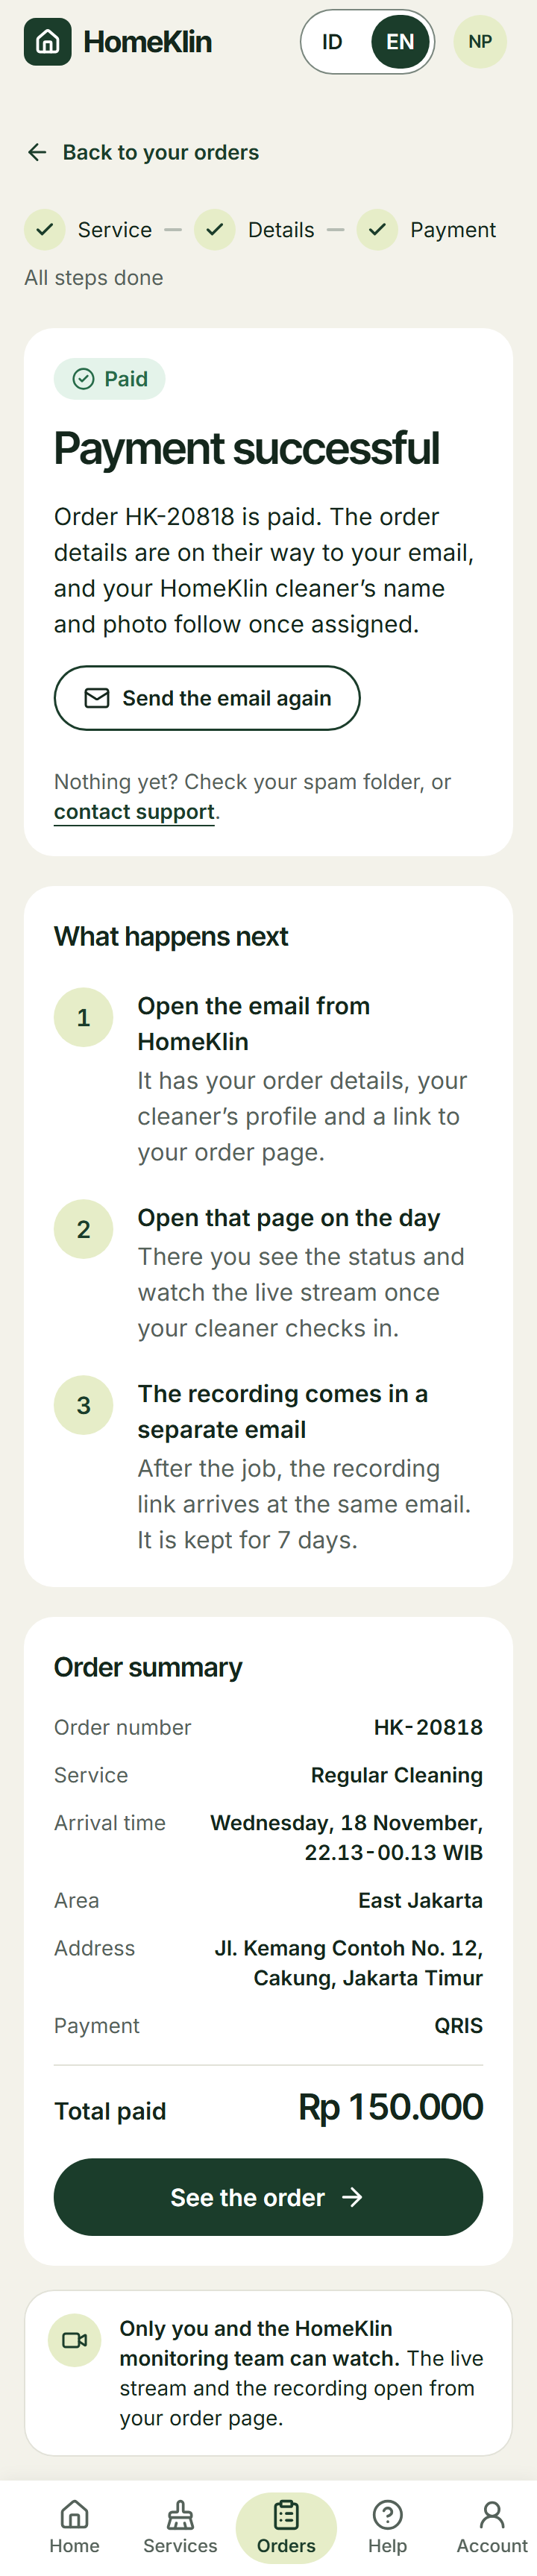 HomeKlin
ID
EN
NP
Back to your orders
Service
Details
Payment
All steps done
Paid
Payment successful
Order HK-20818 is paid. The order
details are on their way to your email,
and your HomeKlin cleaner’s name
and photo follow once assigned.
Send the email again
Nothing yet? Check your spam folder, or
contact support.
What happens next
1
Open the email from
HomeKlin
It has your order details, your
cleaner’s profile and a link to
your order page.
2
Open that page on the day
There you see the status and
watch the live stream once
your cleaner checks in.
3
The recording comes in a
separate email
After the job, the recording
link arrives at the same email.
It is kept for 7 days.
Order summary
Order number
HK-20818
Service
Regular Cleaning
Arrival time
Wednesday, 18 November,
22.13-00.13 WIB
Area
East Jakarta
Address
Jl. Kemang Contoh No. 12,
Cakung, Jakarta Timur
Payment
QRIS
Total paid
Rp 150.000
See the order
Only you and the HomeKlin
monitoring team can watch. The live
stream and the recording open from
your order page.
Home
Services
Orders
Help
Account